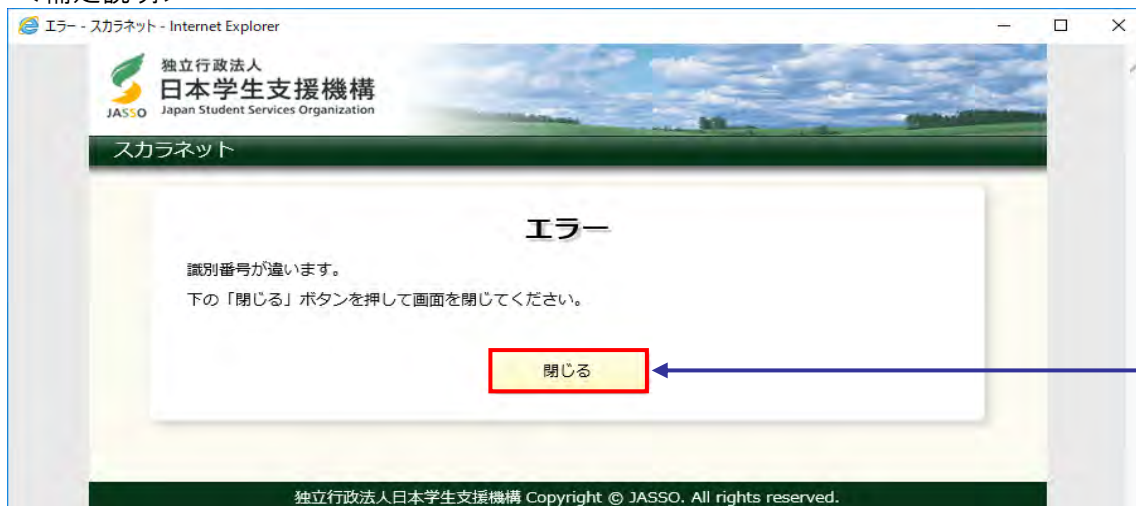 エラー - スカラネット - Internet Explorer
独立行政法人
日本学生支援機構
JASSO Japan Student Services Organization
スカラネット
エラー
識別番号が違います。
下の「閉じる」ボタンを押して画面を閉じてください。
閉じる
独立行政法人日本学生支援機構 Copyright © JASSO. All rights reserved.